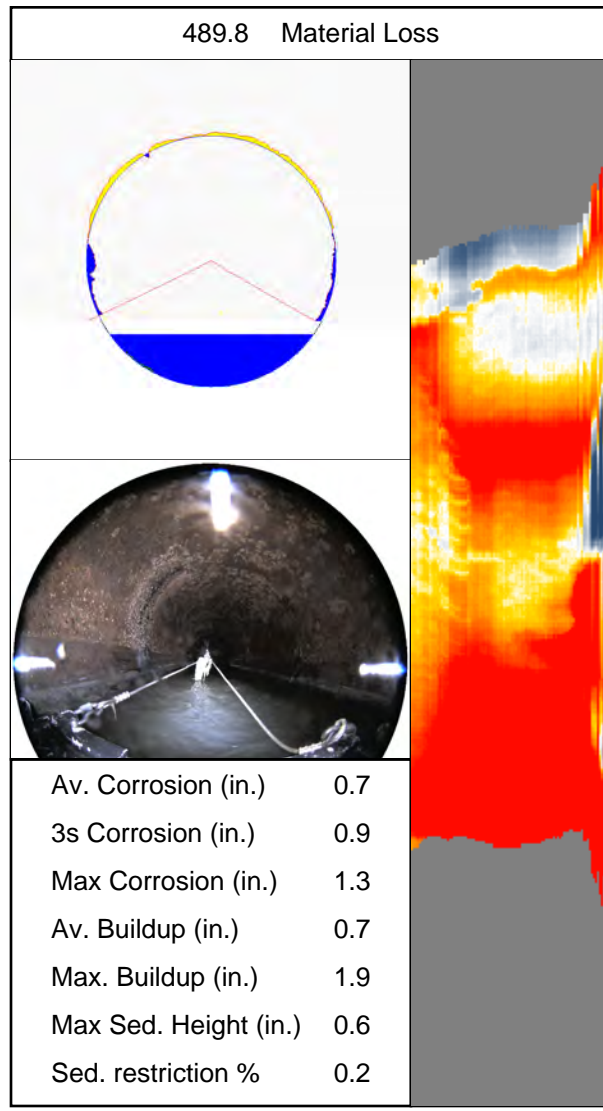 489.8 Material Loss
Av. Corrosion (in.) 0.7
3s Corrosion (in.) 0.9
Max Corrosion (in.) 1.3
Av. Buildup (in.) 0.7
Max. Buildup (in.) 1.9
Max Sed. Height (in.) 0.6
Sed. restriction % 0.2